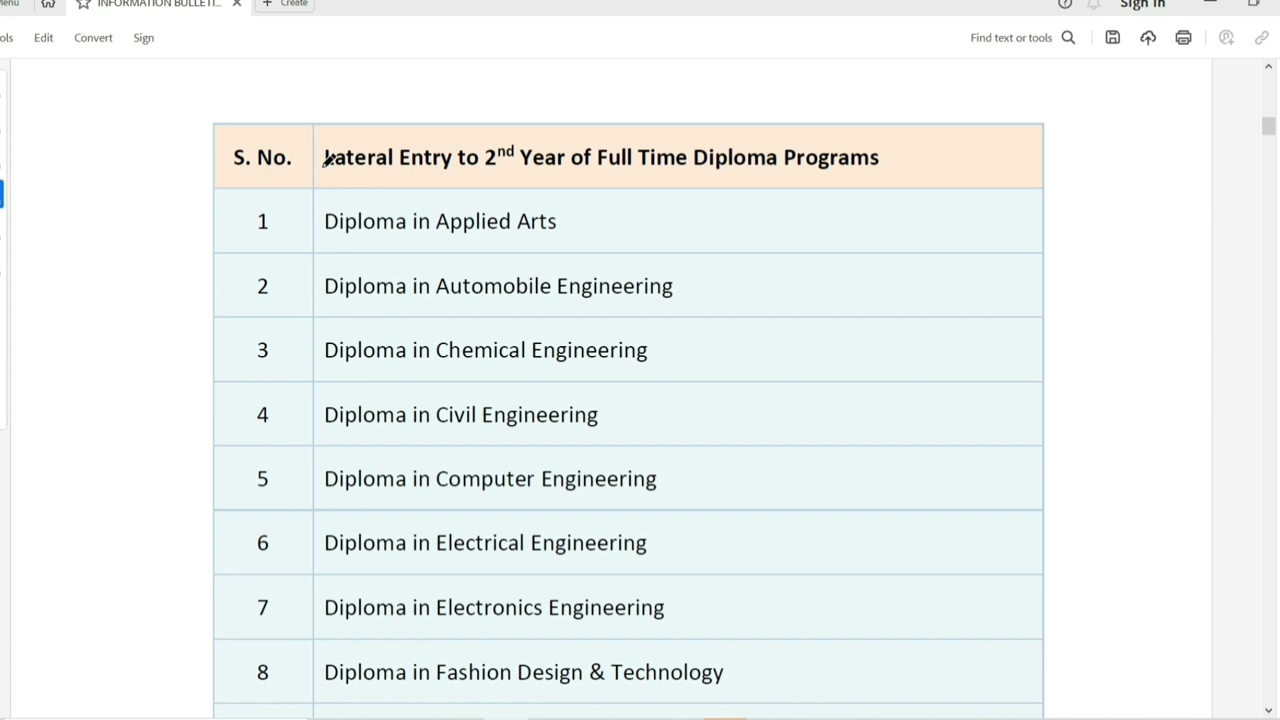 INFORMATION BULLETI... × + Create Sign in
Edit Convert Sign Find text or tools
S. No. Lateral Entry to 2nd Year of Full Time Diploma Programs
1 Diploma in Applied Arts
2 Diploma in Automobile Engineering
3 Diploma in Chemical Engineering
4 Diploma in Civil Engineering
5 Diploma in Computer Engineering
6 Diploma in Electrical Engineering
7 Diploma in Electronics Engineering
8 Diploma in Fashion Design & Technology